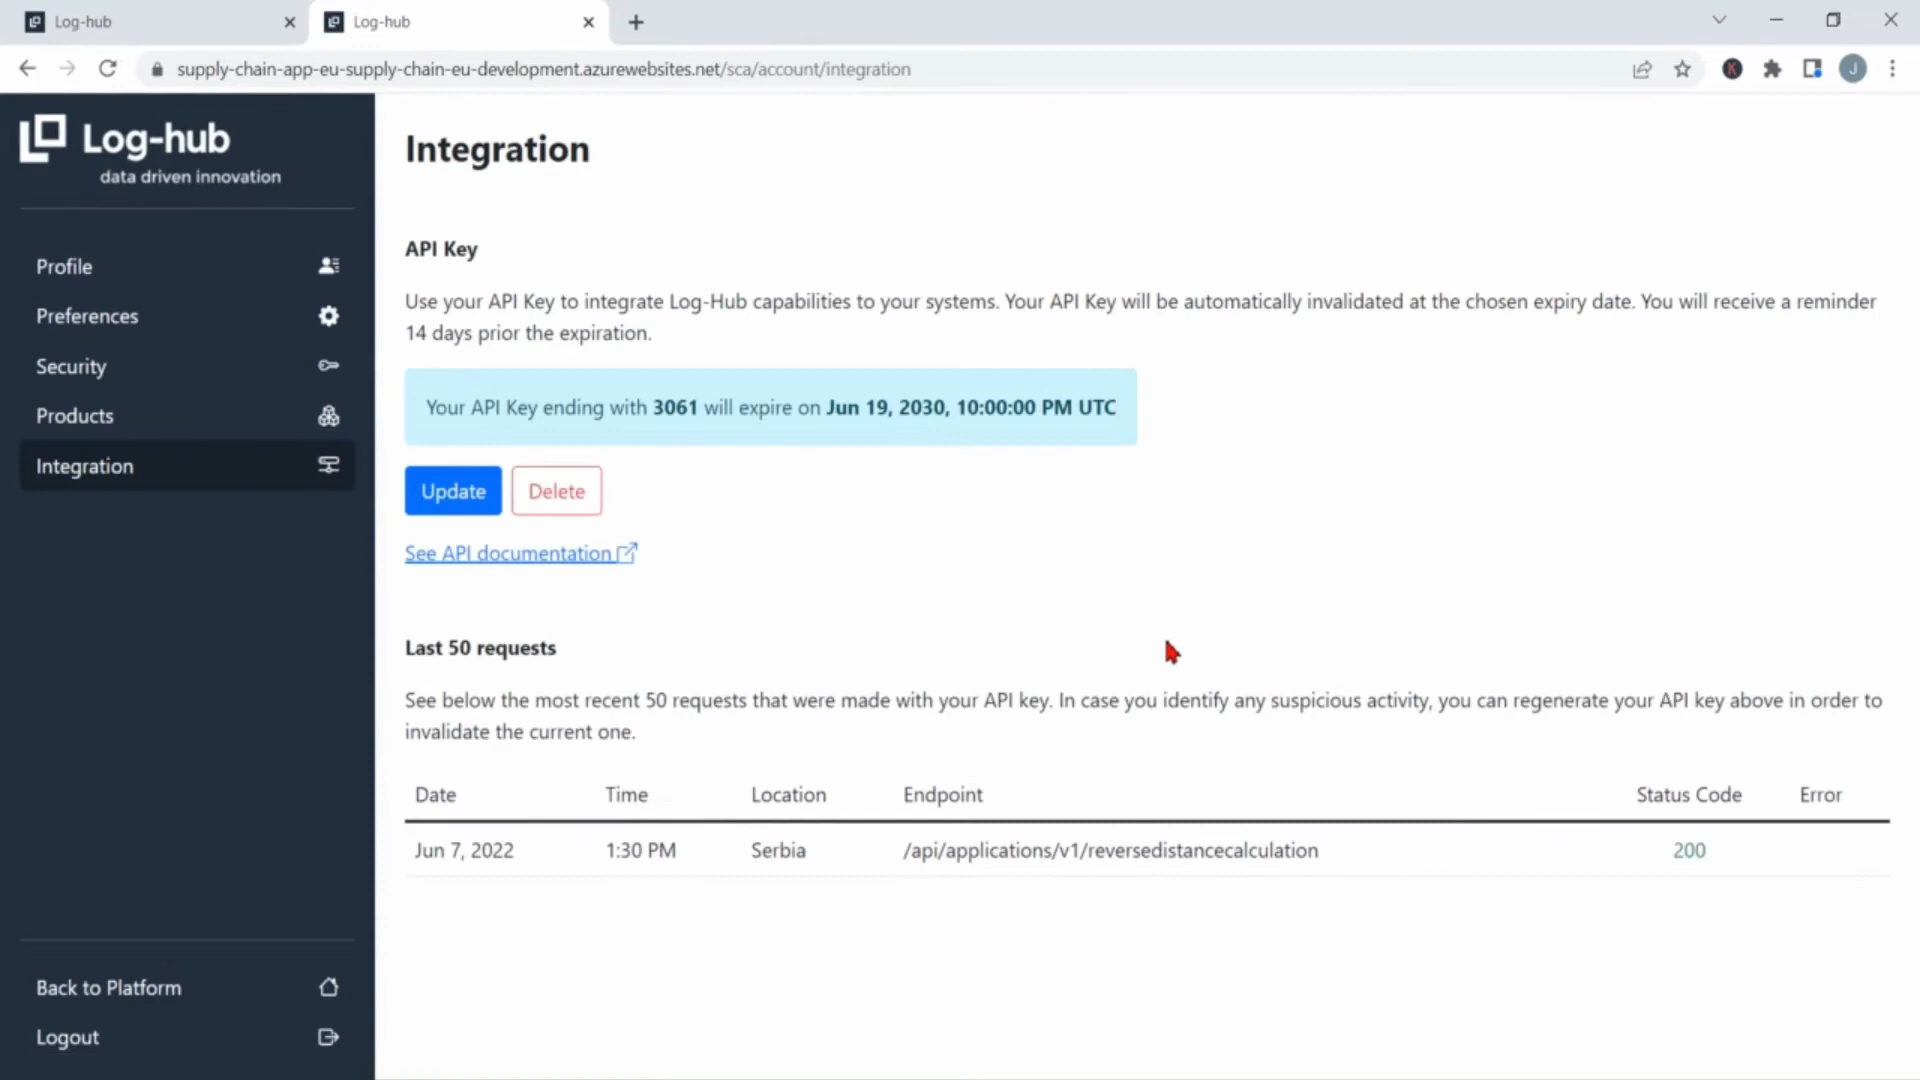 Log-hub
Log-hub
supply-chain-app-eu-supply-chain-eu-development.azurewebsites.net/sca/account/integration
K
J
Log-hub
data driven innovation
Profile
Preferences
Security
Products
Integration
Back to Platform
Logout
Integration
API Key
Use your API Key to integrate Log-Hub capabilities to your systems. Your API Key will be automatically invalidated at the chosen expiry date. You will receive a reminder
14 days prior the expiration.
Your API Key ending with 3061 will expire on Jun 19, 2030, 10:00:00 PM UTC
Update Delete
See API documentation
Last 50 requests
See below the most recent 50 requests that were made with your API key. In case you identify any suspicious activity, you can regenerate your API key above in order to
invalidate the current one.
Date Time Location Endpoint Status Code Error
Jun 7, 2022 1:30 PM Serbia /api/applications/v1/reversedistancecalculation 200